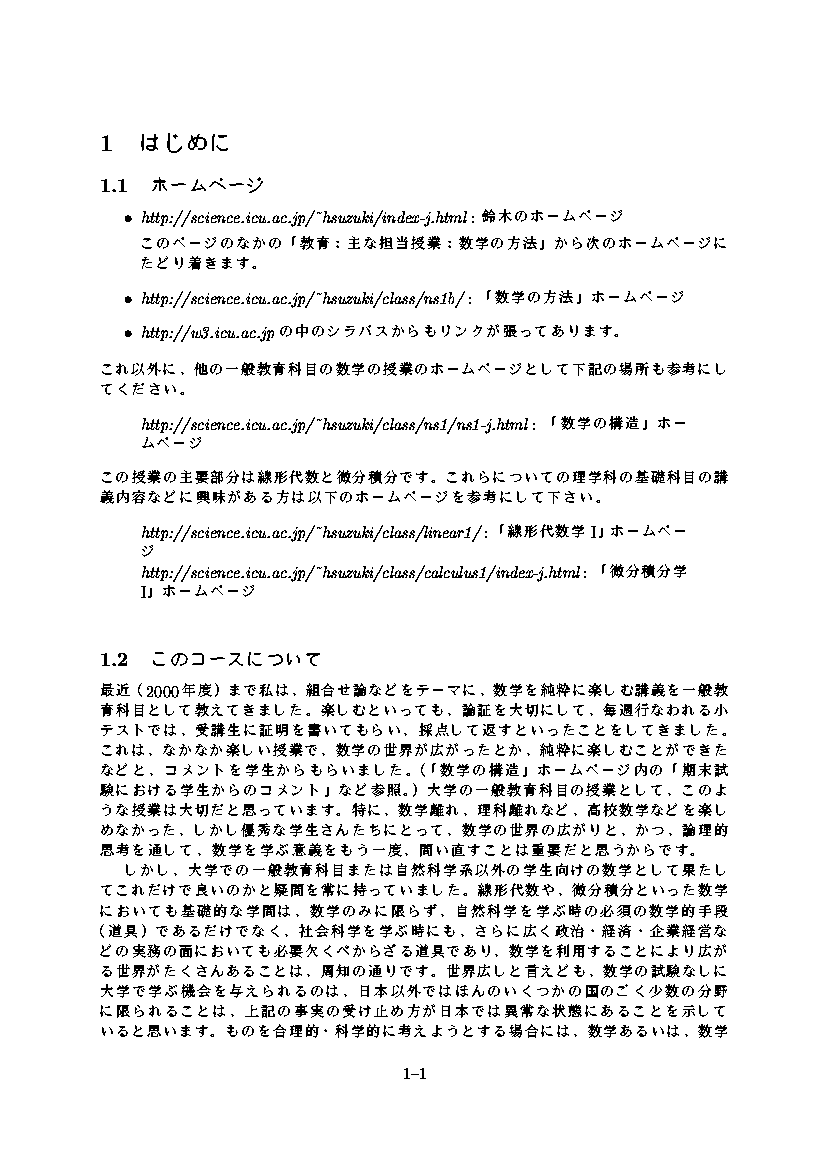 1 はじめに
1.1 ホームページ
• http://science.icu.ac.jp/~hsuzuki/index-j.html: 鈴木のホームページ
このページのなかの「教育：主な担当授業：数学の方法」から次のホームページに
たどり着きます。
• http://science.icu.ac.jp/~hsuzuki/class/ns1b/: 「数学の方法」ホームページ
• http://w3.icu.ac.jp の中のシラバスからもリンクが張ってあります。
これ以外に、他の一般教育科目の数学の授業のホームページとして下記の場所も参考にし
てください。
http://science.icu.ac.jp/~hsuzuki/class/ns1/ns1-j.html: 「数学の構造」ホー
ムページ
この授業の主要部分は線形代数と微分積分です。これらについての理学科の基礎科目の講
義内容などに興味がある方は以下のホームページを参考にして下さい。
http://science.icu.ac.jp/~hsuzuki/class/linear1/: 「線形代数学 I」ホームペー
ジ
http://science.icu.ac.jp/~hsuzuki/class/calculus1/index-j.html: 「微分積分学
I」ホームページ
1.2 このコースについて
最近（2000年度）まで私は、組合せ論などをテーマに、数学を純粋に楽しむ講義を一般教
育科目として教えてきました。楽しむといっても、論証を大切にして、毎週行なわれる小
テストでは、受講生に証明を書いてもらい、採点して返すといったことをしてきました。
これは、なかなか楽しい授業で、数学の世界が広がったとか、純粋に楽しむことができた
などと、コメントを学生からもらいました。（「数学の構造」ホームページ内の「期末試
験における学生からのコメント」など参照。）大学の一般教育科目の授業として、このよ
うな授業は大切だと思っています。特に、数学離れ、理科離れなど、高校数学などを楽し
めなかった、しかし優秀な学生さんたちにとって、数学の世界の広がりと、かつ、論理的
思考を通して、数学を学ぶ意義をもう一度、問い直すことは重要だと思うからです。
しかし、大学での一般教育科目または自然科学系以外の学生向けの数学として果たし
てこれだけで良いのかと疑問を常に持っていました。線形代数や、微分積分といった数学
においても基礎的な学問は、数学のみに限らず、自然科学を学ぶ時の必須の数学的手段
（道具）であるだけでなく、社会科学を学ぶ時にも、さらに広く政治・経済・企業経営な
どの実務の面においても必要欠くべからざる道具であり、数学を利用することにより広が
る世界がたくさんあることは、周知の通りです。世界広しと言えども、数学の試験なしに
大学で学ぶ機会を与えられるのは、日本以外ではほんのいくつかの国のごく少数の分野
に限られることは、上記の事実の受け止め方が日本では異常な状態にあることを示して
いると思います。ものを合理的・科学的に考えようとする場合には、数学あるいは、数学
1–1